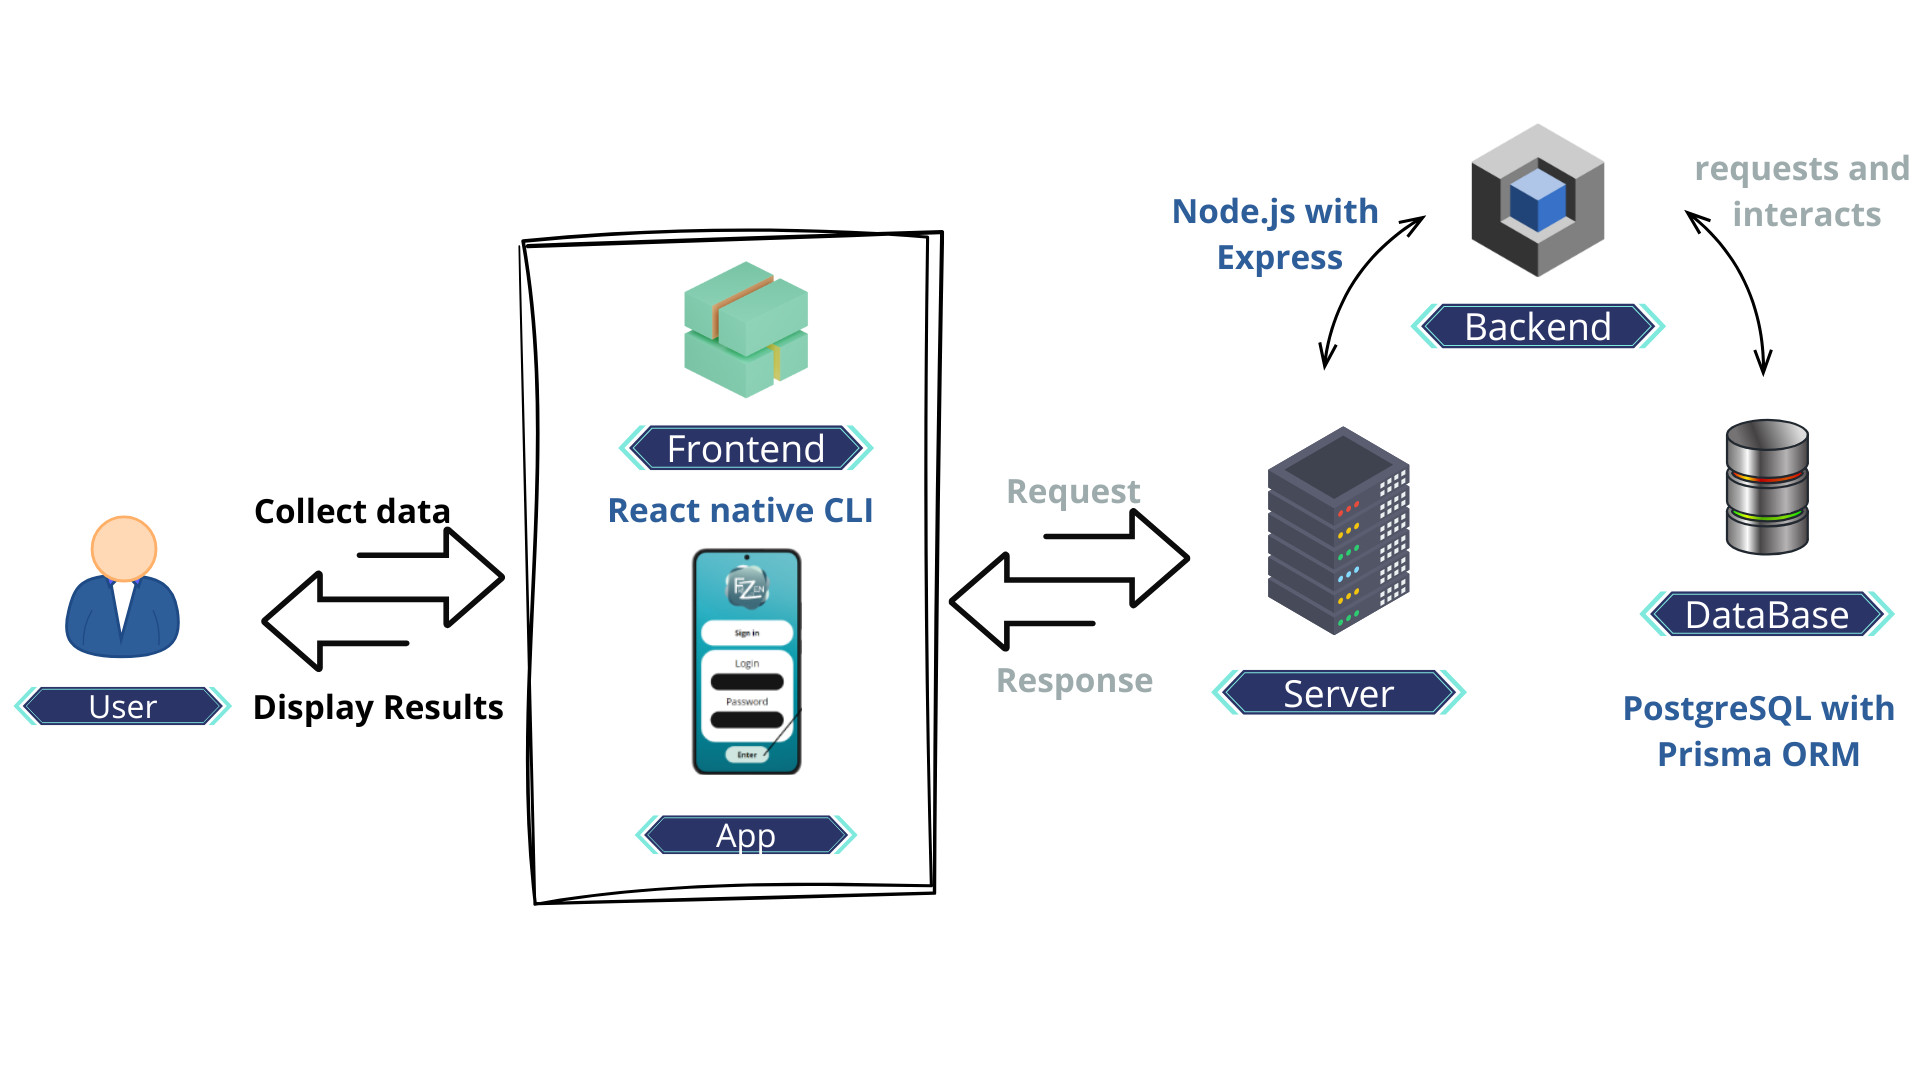 User
Collect data
Display Results
Frontend
React native CLI
Sign in
Login
Password
Enter
App
Request
Response
Node.js with
Express
Server
Backend
requests and
interacts
DataBase
PostgreSQL with
Prisma ORM